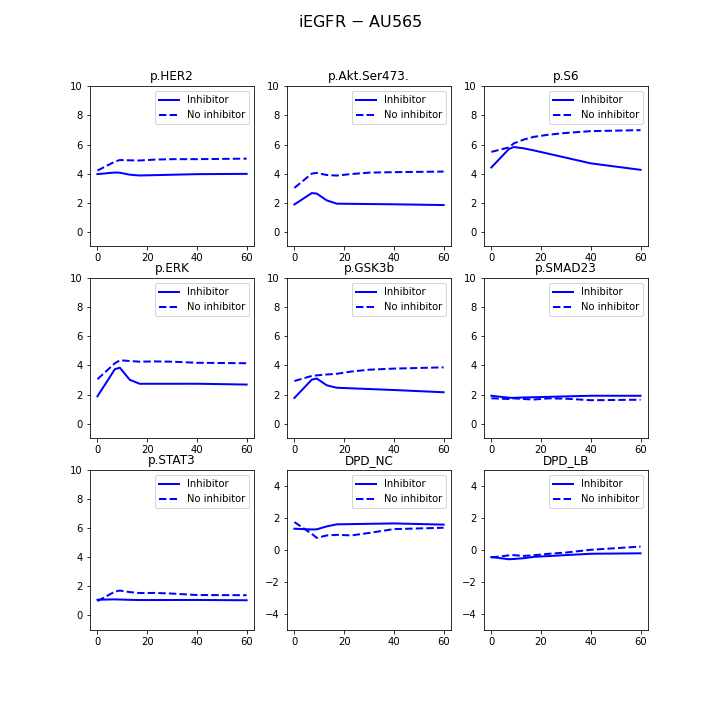 iEGFR − AU565
p.HER2
p.Akt.Ser473.
p.S6
10
8
6
4
2
0
0 20 40 60
Inhibitor
No inhibitor
10
8
6
4
2
0
0 20 40 60
Inhibitor
No inhibitor
10
8
6
4
2
0
0 20 40 60
Inhibitor
No inhibitor
p.ERK
p.GSK3b
p.SMAD23
10
8
6
4
2
0
0 20 40 60
Inhibitor
No inhibitor
10
8
6
4
2
0
0 20 40 60
Inhibitor
No inhibitor
10
8
6
4
2
0
0 20 40 60
Inhibitor
No inhibitor
p.STAT3
DPD_NC
DPD_LB
10
8
6
4
2
0
0 20 40 60
Inhibitor
No inhibitor
4
2
0
−2
−4
0 20 40 60
Inhibitor
No inhibitor
4
2
0
−2
−4
0 20 40 60
Inhibitor
No inhibitor